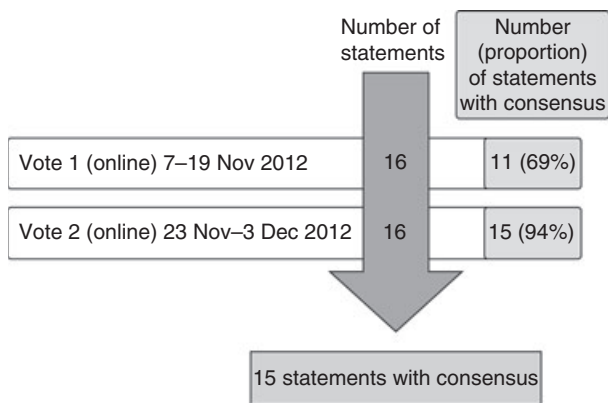 Number of
statements
Number
(proportion)
of statements
with consensus
Vote 1 (online) 7–19 Nov 2012 16 11 (69%)
Vote 2 (online) 23 Nov–3 Dec 2012 16 15 (94%)
15 statements with consensus